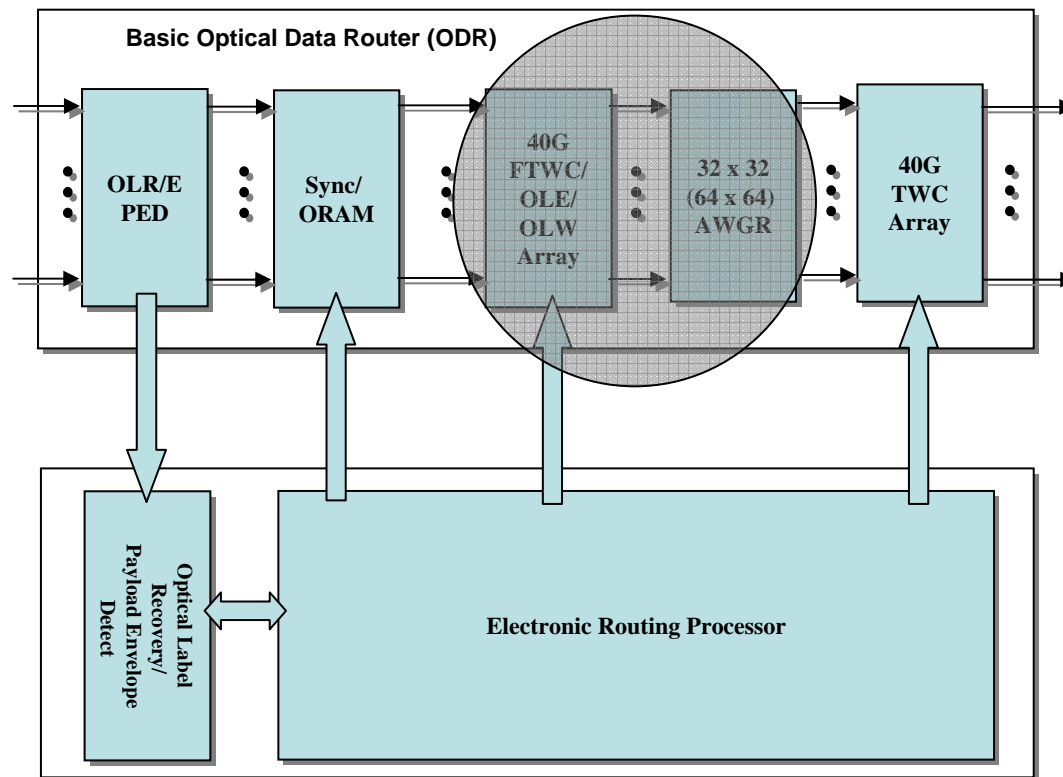 Basic Optical Data Router (ODR)
OLR/E
PED
Sync/
ORAM
40G
FTWC/
OLE/
OLW
Array
32 x 32
(64 x 64)
AWGR
40G
TWC
Array
Optical Label
Recovery/
Payload Envelope
Detect
Electronic Routing Processor